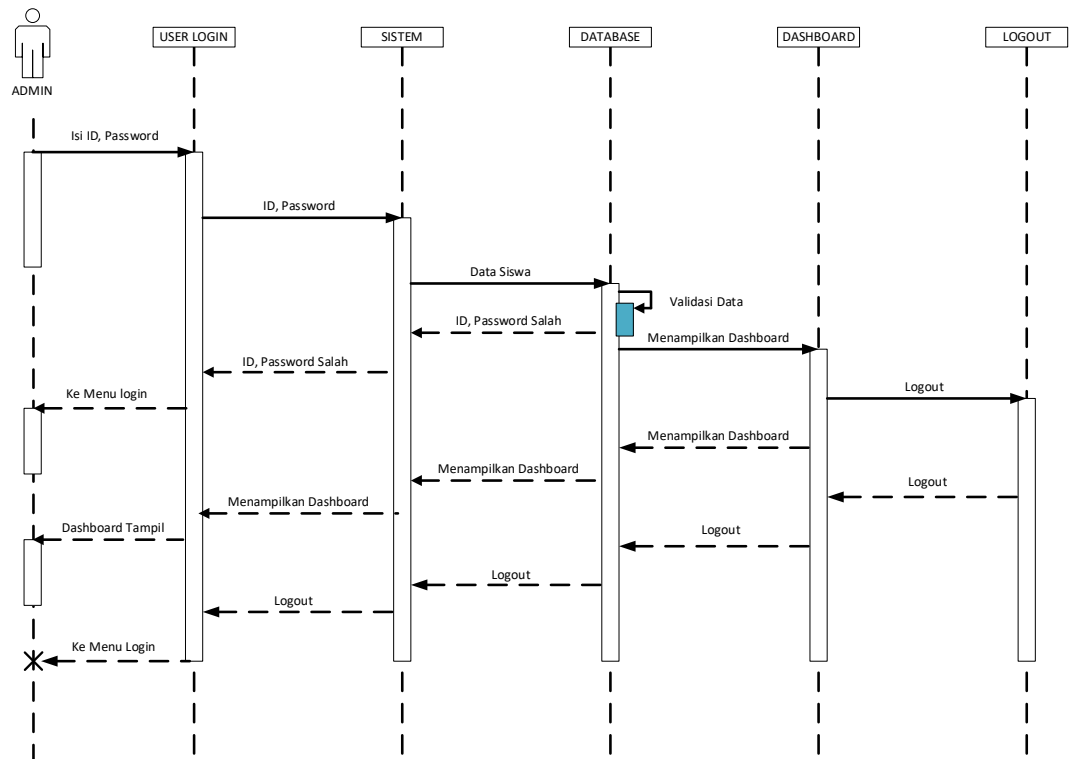 USER LOGIN
SISTEM
DATABASE
DASHBOARD
LOGOUT
ADMIN
Isi ID, Password
ID, Password
Data Siswa
Validasi Data
ID, Password Salah
Menampilkan Dashboard
ID, Password Salah
Ke Menu login
Logout
Menampilkan Dashboard
Menampilkan Dashboard
Logout
Menampilkan Dashboard
Dashboard Tampil
Logout
Logout
Logout
Ke Menu Login